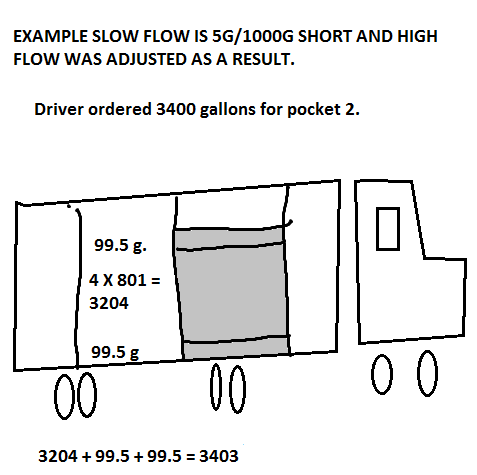 EXAMPLE SLOW FLOW IS 5G/1000G SHORT AND HIGH
FLOW WAS ADJUSTED AS A RESULT.
Driver ordered 3400 gallons for pocket 2.
99.5 g.
4 X 801 =
3204
99.5 g
3204 + 99.5 + 99.5 = 3403